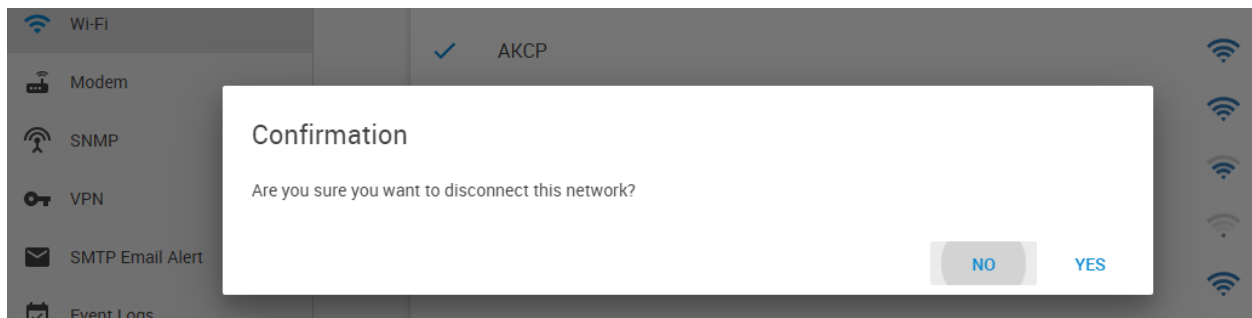 Wi-Fi
AKCP
Modem
Confirmation
SNMP
Are you sure you want to disconnect this network?
VPN
SMTP Email Alert
NO YES
Event Logs